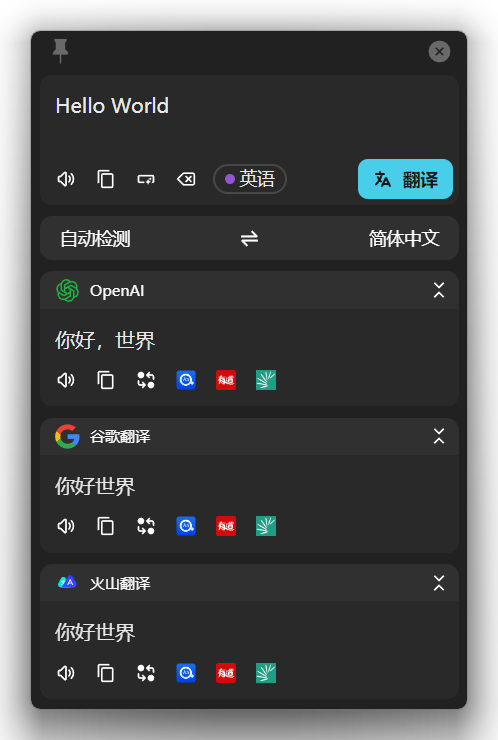 Hello World
英语
翻译
自动检测
简体中文
OpenAI
你好，世界
谷歌翻译
你好世界
火山翻译
你好世界